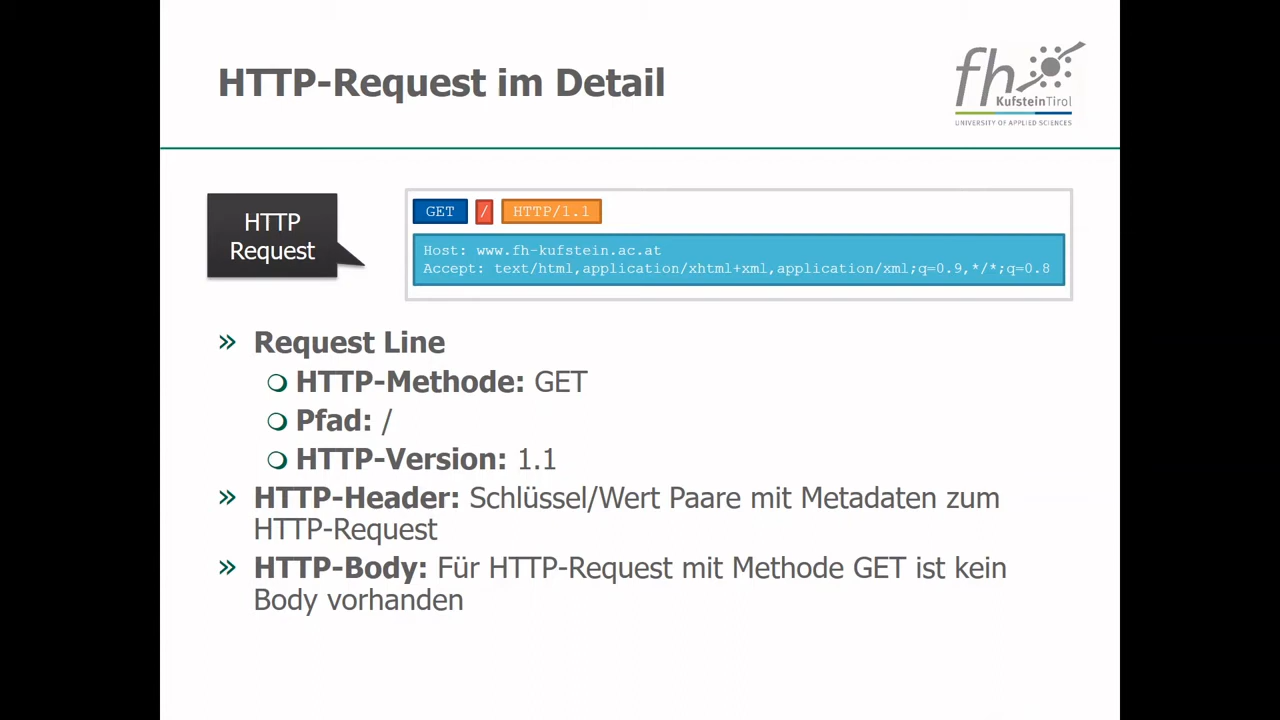 HTTP-Request im Detail
fh
KufsteinTirol
UNIVERSITY OF APPLIED SCIENCES
HTTP
Request
GET / HTTP/1.1
Host: www.fh-kufstein.ac.at
Accept: text/html,application/xhtml+xml,application/xml;q=0.9,*/*;q=0.8
» Request Line
HTTP-Methode: GET
Pfad: /
HTTP-Version: 1.1
» HTTP-Header: Schlüssel/Wert Paare mit Metadaten zum
HTTP-Request
» HTTP-Body: Für HTTP-Request mit Methode GET ist kein
Body vorhanden